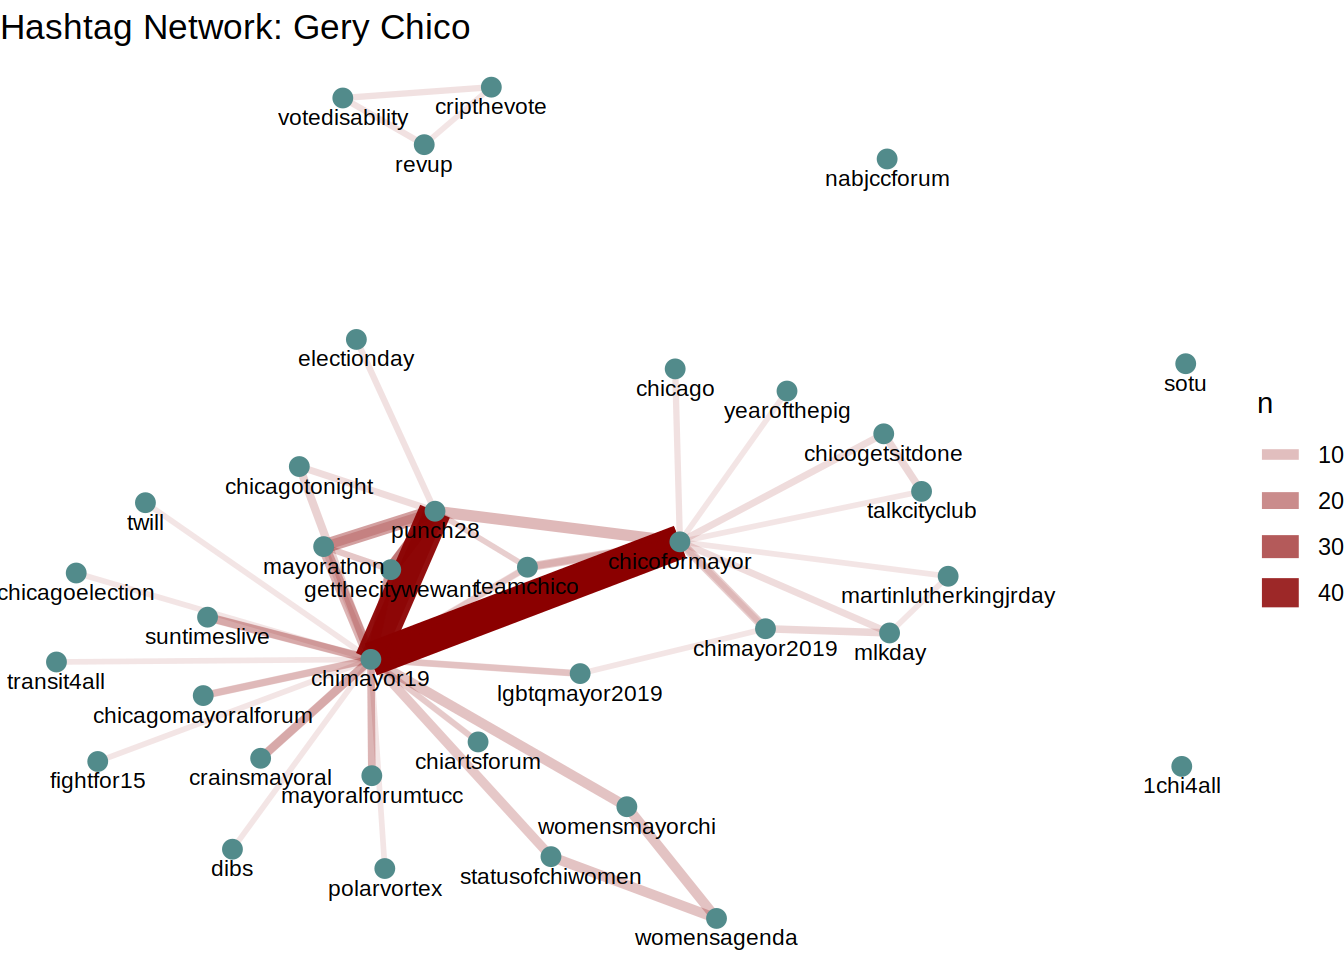 Hashtag Network: Gery Chico
cripthevote
votedisability
revup
nabjccforum
electionday
sotu
chicago
n
yearofthepig
chicogetsitdone
10
chicagotonight
20
talkcityclub
twill
punch28
30
chicoformayor
mayorathon
teamchico
getthecitywewant
chicagoelection
40
martinlutherkingjrday
suntimeslive
chimayor2019
mlkday
chimayor19
transit4all
lgbtqmayor2019
chicagomayoralforum
chiartsforum
fightfor15
crainsmayoral
1chi4all
mayoralforumtucc
womensmayorchi
dibs
statusofchiwomen
polarvortex
womensagenda